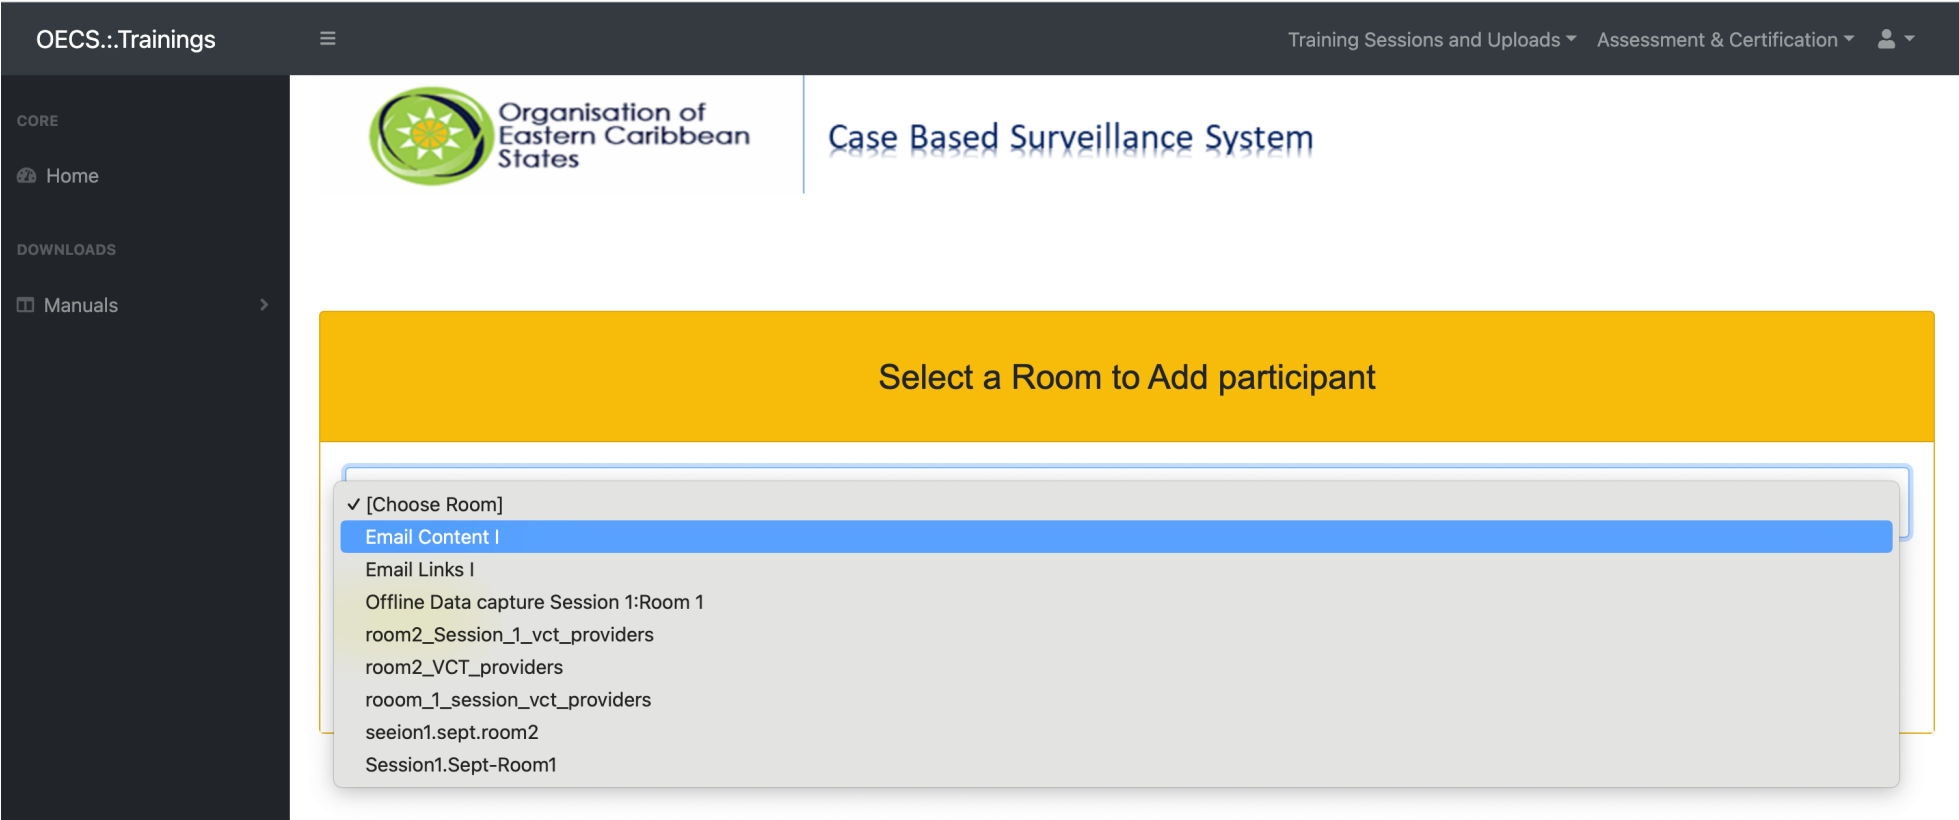 OECS.:.Trainings
Training Sessions and Uploads
Assessment & Certification
CORE
Home
DOWNLOADS
Manuals
Organisation of
Eastern Caribbean
States
Case Based Surveillance System
Select a Room to Add participant
[Choose Room]
Email Content I
Email Links I
Offline Data capture Session 1:Room 1
room2_Session_1_vct_providers
room2_VCT_providers
rooom_1_session_vct_providers
seeion1.sept.room2
Session1.Sept-Room1